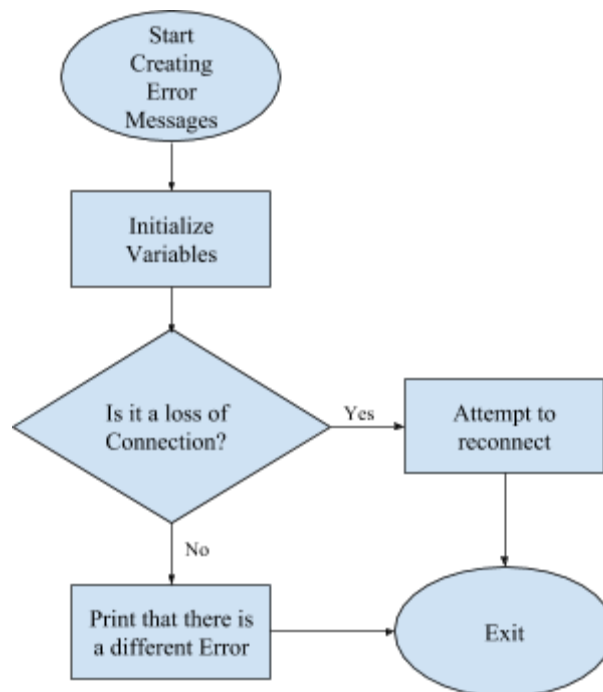 Start
Creating
Error
Messages
Initialize
Variables
Is it a loss of
Connection?
Yes
Attempt to
reconnect
No
Print that there is
a different Error
Exit